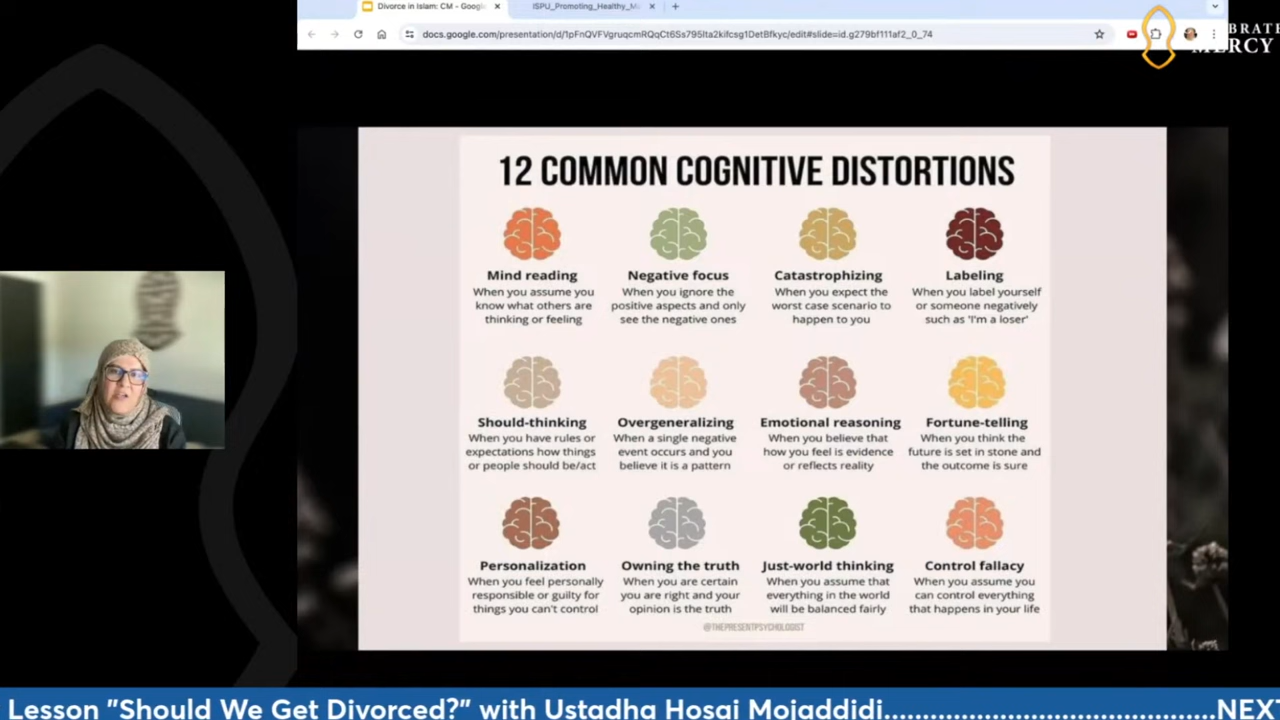 Divorce in Islam: CM - Googl
ISPU_Promoting_Healthy_M
docs.google.com/presentation/d/1pFnQVFVgruqcmRQqCt6Ss795lta2kifcsg1DetBfkyc/edit#slide=id.g279bf111af2_0_74
BRATE
MERCY
12 COMMON COGNITIVE DISTORTIONS
Mind reading
When you assume you
know what others are
thinking or feeling
Negative focus
When you ignore the
positive aspects and only
see the negative ones
Catastrophizing
When you expect the
worst case scenario to
happen to you
Labeling
When you label yourself
or someone negatively
such as 'I'm a loser'
Should-thinking
When you have rules or
expectations how things
or people should be/act
Overgeneralizing
When a single negative
event occurs and you
believe it is a pattern
Emotional reasoning
When you believe that
how you feel is evidence
or reflects reality
Fortune-telling
When you think the
future is set in stone and
the outcome is sure
Personalization
When you feel personally
responsible or guilty for
things you can't control
Owning the truth
When you are certain
you are right and your
opinion is the truth
Just-world thinking
When you assume that
everything in the world
will be balanced fairly
Control fallacy
When you assume you
can control everything
that happens in your life
@THEPRESENTPSYCHOLOGIST
Lesson "Should We Get Divorced?" with Ustadha Hosai Mojaddidi..................................................NEX